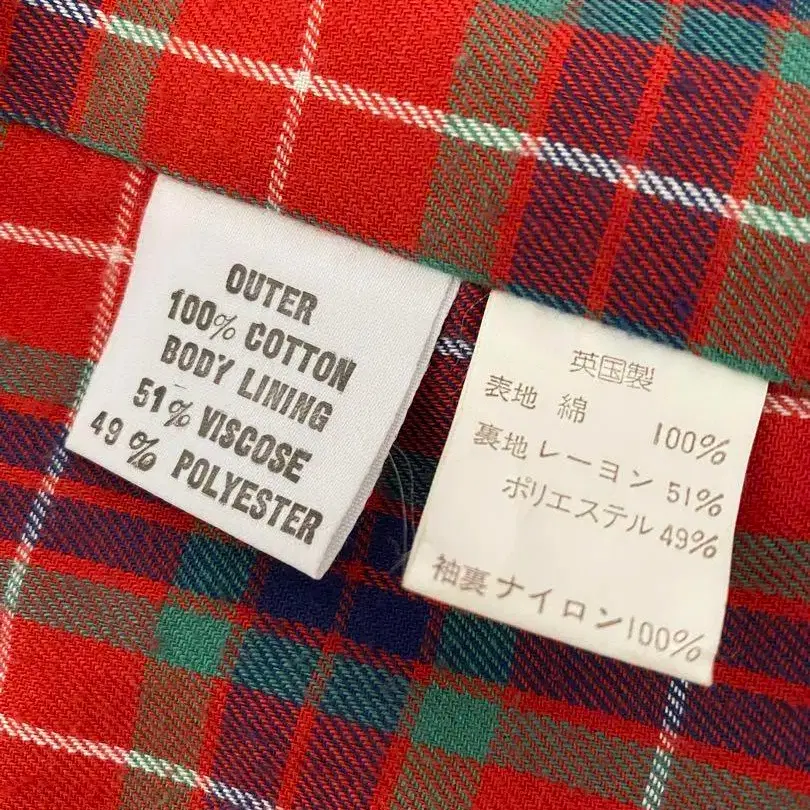 OUTER
100% COTTON
BODY LINING
51% VISCOSE
49% POLYESTER
英国製
表地 綿 100%
裏地 レーヨン 51%
ポリエステル 49%
袖裏 ナイロン 100%